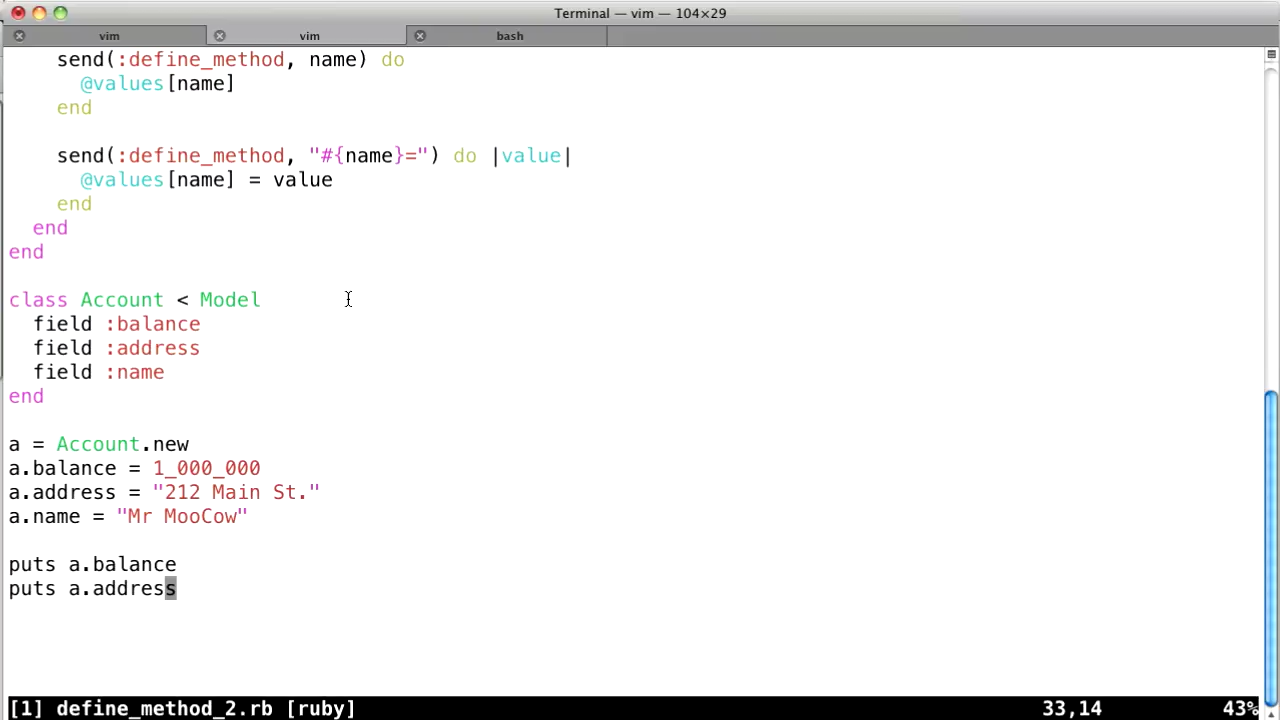 Terminal — vim — 104×29
vim vim bash
    send(:define_method, name) do
      @values[name]
    end
    send(:define_method, "#{name}=") do |value|
      @values[name] = value
    end
  end
end
class Account < Model
  field :balance
  field :address
  field :name
end
a = Account.new
a.balance = 1_000_000
a.address = "212 Main St."
a.name = "Mr MooCow"
puts a.balance
puts a.address
[1] define_method_2.rb [ruby] 33,14 43%